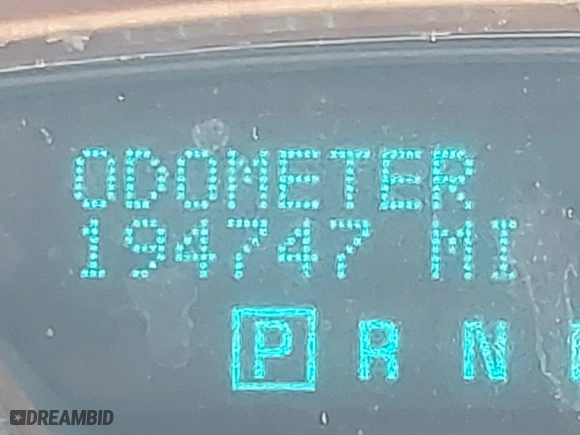 ODOMETER
194747 MI
P R N
DREAMBID